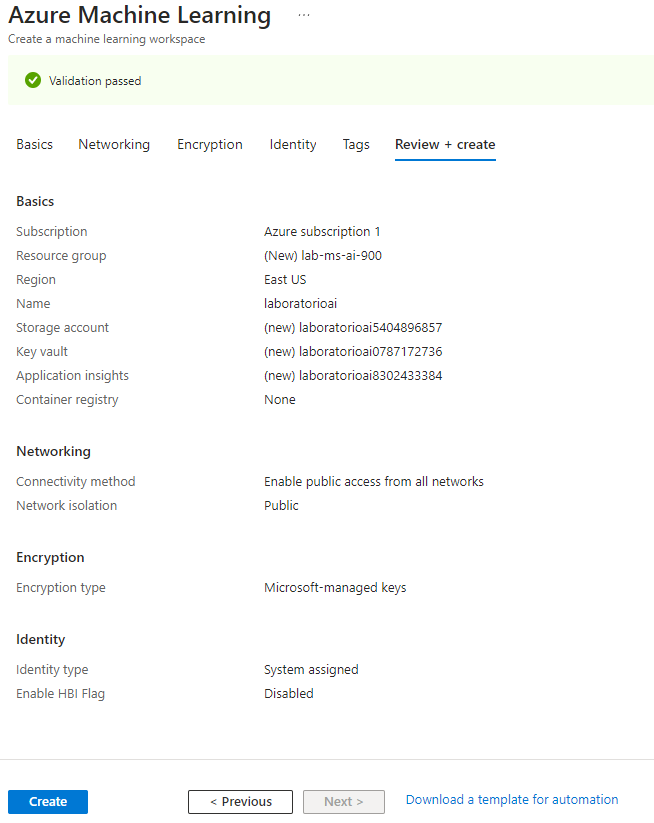 Azure Machine Learning ...
Create a machine learning workspace
Validation passed
Basics Networking Encryption Identity Tags Review + create
Basics
Subscription Azure subscription 1
Resource group (New) lab-ms-ai-900
Region East US
Name laboratorioai
Storage account (new) laboratorioai5404896857
Key vault (new) laboratorioai0787172736
Application insights (new) laboratorioai8302433384
Container registry None
Networking
Connectivity method Enable public access from all networks
Network isolation Public
Encryption
Encryption type Microsoft-managed keys
Identity
Identity type System assigned
Enable HBI Flag Disabled
Create < Previous Next > Download a template for automation